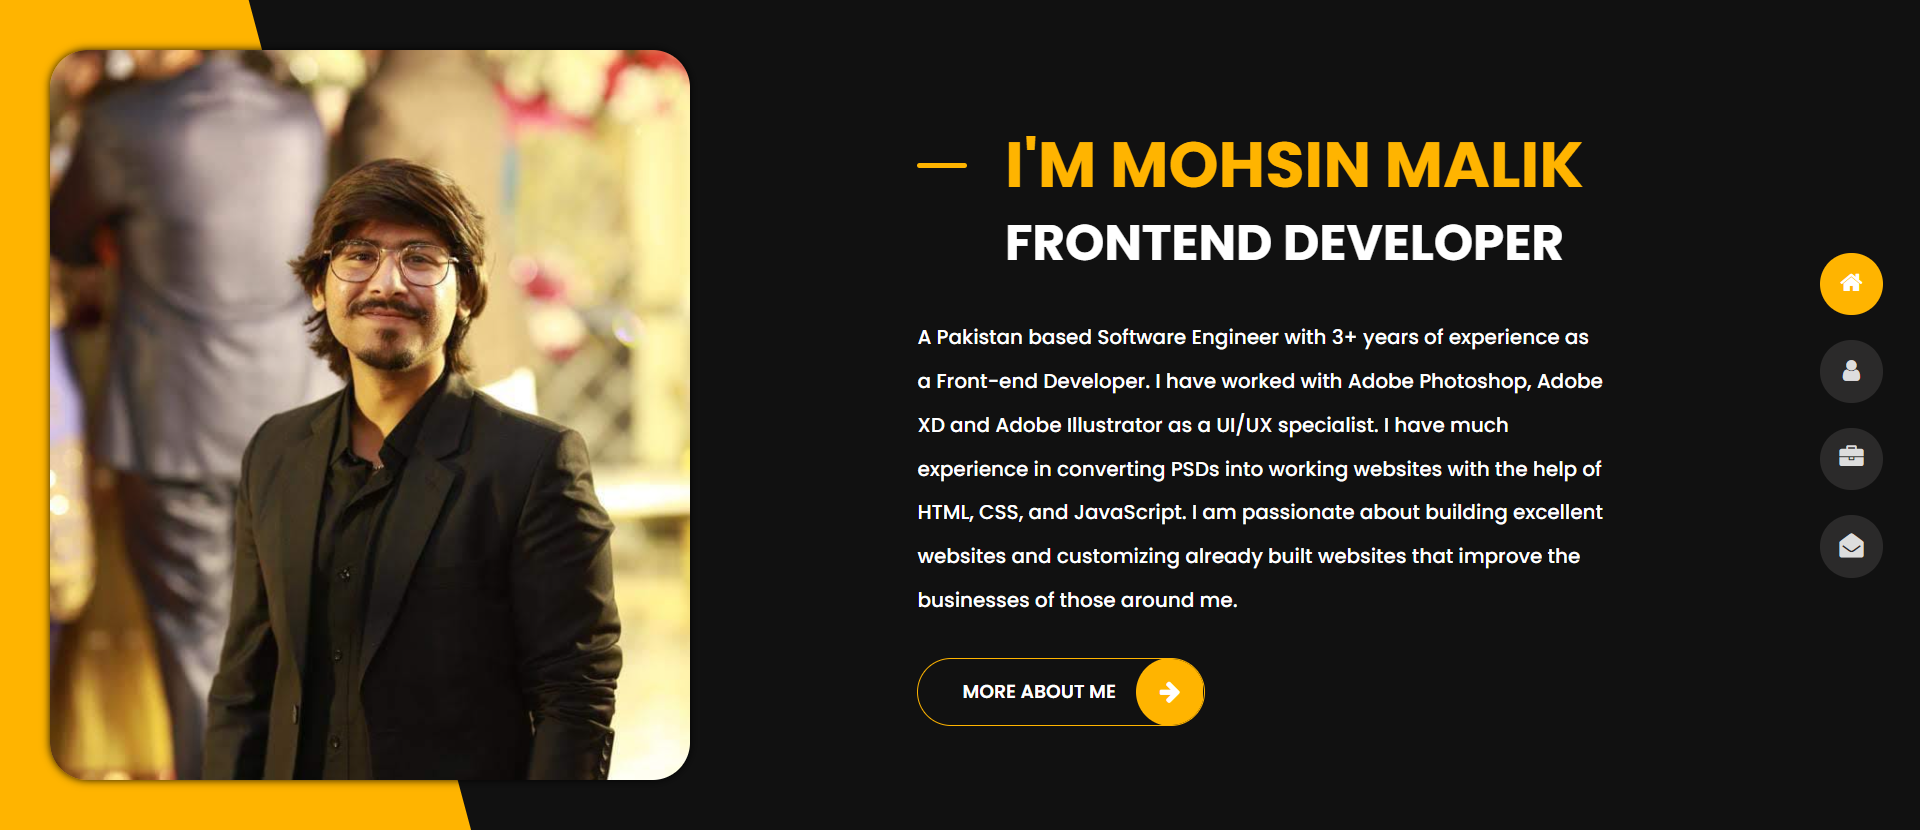 I'M MOHSIN MALIK
FRONTEND DEVELOPER
A Pakistan based Software Engineer with 3+ years of experience as
a Front-end Developer. I have worked with Adobe Photoshop, Adobe
XD and Adobe Illustrator as a UI/UX specialist. I have much
experience in converting PSDs into working websites with the help of
HTML, CSS, and JavaScript. I am passionate about building excellent
websites and customizing already built websites that improve the
businesses of those around me.
MORE ABOUT ME